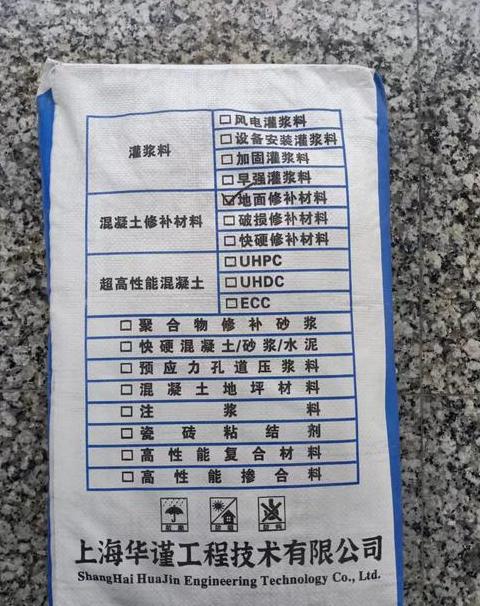 灌浆料
□风电灌浆料
□设备安装灌浆料
□加固灌浆料
□早强灌浆料
混凝土修补材料
☑地面修补材料
□破损修补材料
□快硬修补材料
超高性能混凝土
□UHPC
□UHDC
□ECC
□聚合物修补砂浆
□快硬混凝土/砂浆/水泥
□预应力孔道压浆料
□混凝土地坪材料
□注浆料
□瓷砖粘结剂
□高性能复合材料
□高性能掺合料
上海华谨工程技术有限公司
ShangHai HuaJin Engineering Technology Co., Ltd.